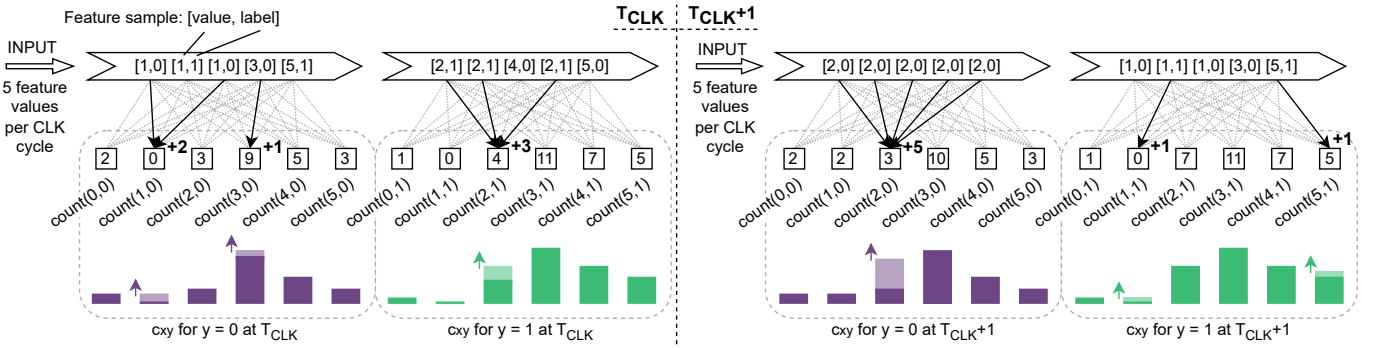 Feature sample: [value, label]
T_CLK T_CLK+1
INPUT
[1,0] [1,1] [1,0] [3,0] [5,1]
[2,1] [2,1] [4,0] [2,1] [5,0]
INPUT
[2,0] [2,0] [2,0] [2,0] [2,0]
[1,0] [1,1] [1,0] [3,0] [5,1]
5 feature
values
per CLK
cycle
5 feature
values
per CLK
cycle
+2 +1
2 0 3 9 5 3
+3
1 0 4 11 7 5
+5
2 2 3 10 5 3
+1 +1
1 0 7 11 7 5
count(0,0) count(1,0) count(2,0) count(3,0) count(4,0) count(5,0)
count(0,1) count(1,1) count(2,1) count(3,1) count(4,1) count(5,1)
count(0,0) count(1,0) count(2,0) count(3,0) count(4,0) count(5,0)
count(0,1) count(1,1) count(2,1) count(3,1) count(4,1) count(5,1)
cxy for y = 0 at T_CLK
cxy for y = 1 at T_CLK
cxy for y = 0 at T_CLK+1
cxy for y = 1 at T_CLK+1